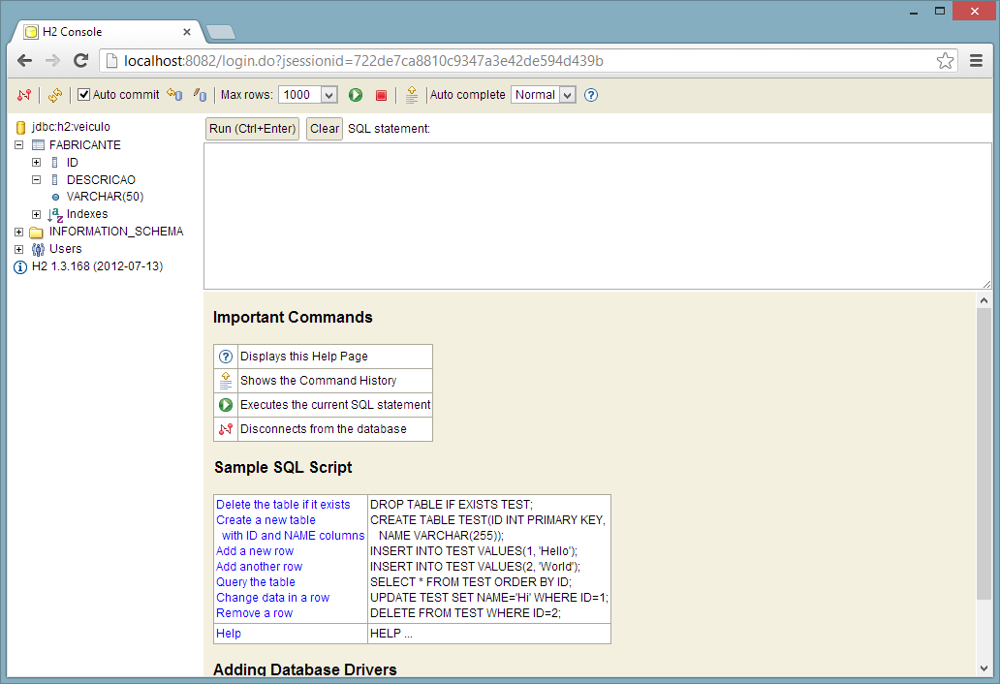 H2 Console
localhost:8082/login.do?jsessionid=722de7ca8810c9347a3e42de594d439b
Auto commit Max rows: 1000 Auto complete Normal
jdbc:h2:veiculo
FABRICANTE
ID
DESCRICAO
VARCHAR(50)
Indexes
INFORMATION_SCHEMA
Users
H2 1.3.168 (2012-07-13)
Run (Ctrl+Enter) Clear SQL statement:
Important Commands
Displays this Help Page
Shows the Command History
Executes the current SQL statement
Disconnects from the database
Sample SQL Script
Delete the table if it exists DROP TABLE IF EXISTS TEST;
Create a new table CREATE TABLE TEST(ID INT PRIMARY KEY,
with ID and NAME columns NAME VARCHAR(255));
Add a new row INSERT INTO TEST VALUES(1, 'Hello');
Add another row INSERT INTO TEST VALUES(2, 'World');
Query the table SELECT * FROM TEST ORDER BY ID;
Change data in a row UPDATE TEST SET NAME='Hi' WHERE ID=1;
Remove a row DELETE FROM TEST WHERE ID=2;
Help HELP ...
Adding Database Drivers